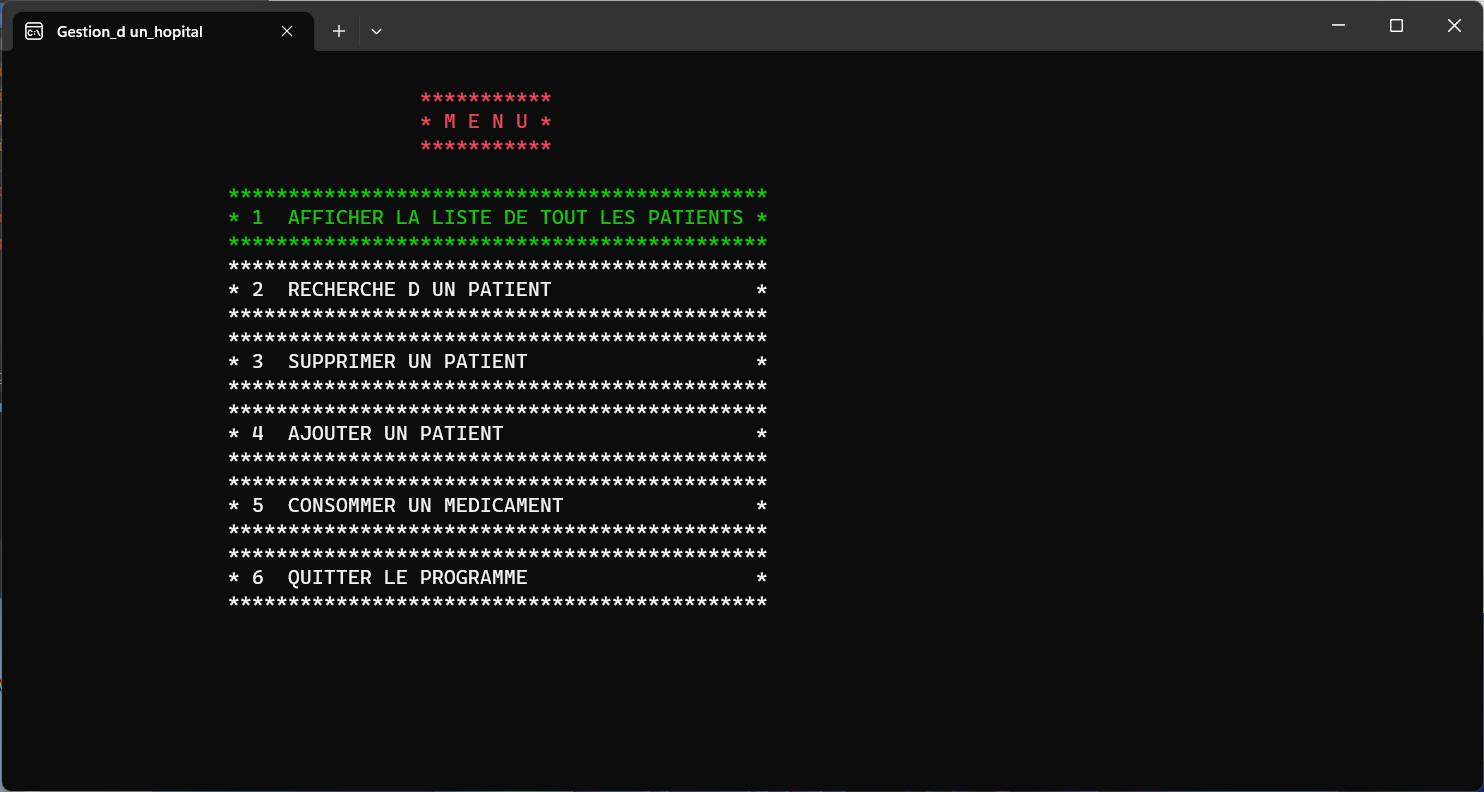 Gestion_d un_hopital
***********
* M E N U *
***********
*********************************************
* 1  AFFICHER LA LISTE DE TOUT LES PATIENTS *
*********************************************
*********************************************
* 2  RECHERCHE D UN PATIENT                 *
*********************************************
*********************************************
* 3  SUPPRIMER UN PATIENT                   *
*********************************************
*********************************************
* 4  AJOUTER UN PATIENT                     *
*********************************************
*********************************************
* 5  CONSOMMER UN MEDICAMENT                *
*********************************************
*********************************************
* 6  QUITTER LE PROGRAMME                   *
*********************************************